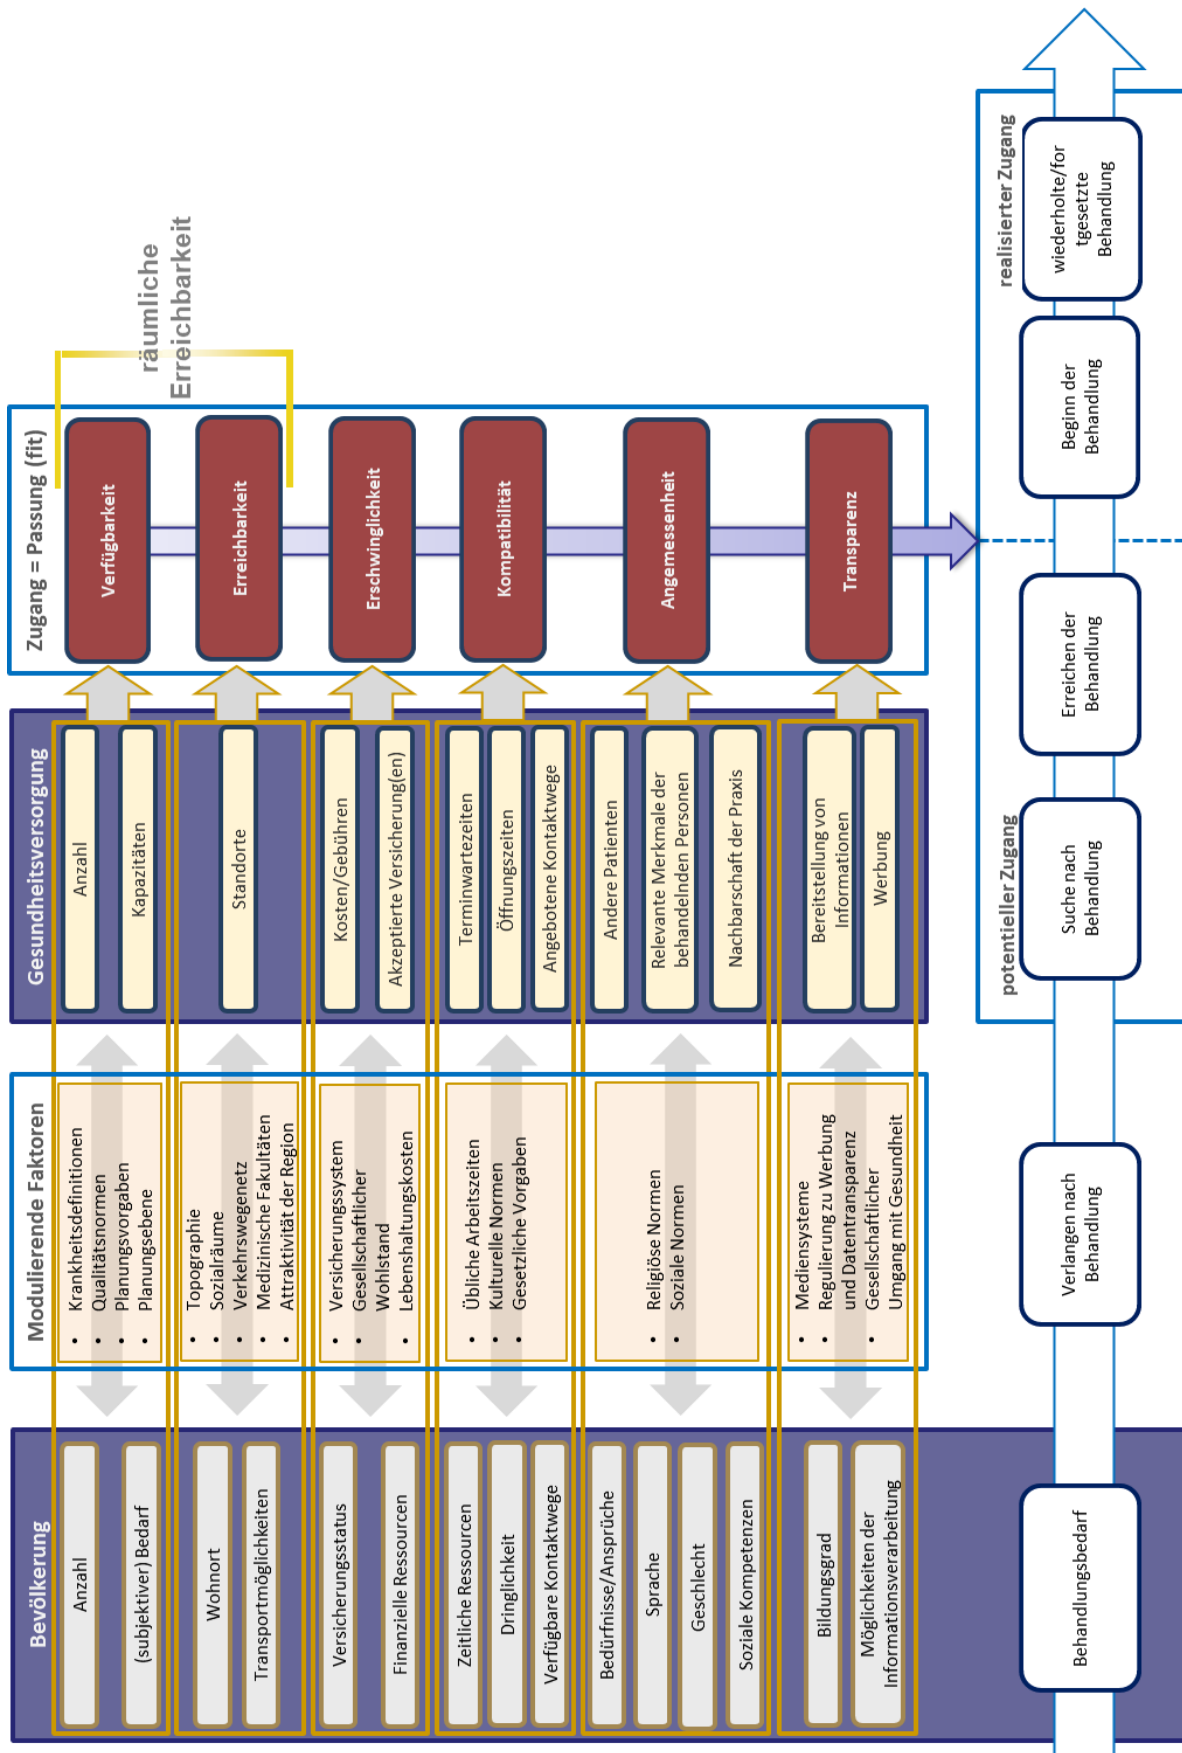 Bevölkerung
Modulierende Faktoren
Gesundheitsversorgung
Zugang = Passung (fit)
Anzahl
(subjektiver) Bedarf
• Krankheitsdefinitionen
• Qualitätsnormen
• Planungsvorgaben
• Planungsebene
Anzahl
Kapazitäten
Verfügbarkeit
räumliche
Erreichbarkeit
Wohnort
Transportmöglichkeiten
• Topographie
• Sozialräume
• Verkehrswegenetz
• Medizinische Fakultäten
• Attraktivität der Region
Standorte
Erreichbarkeit
Versicherungsstatus
Finanzielle Ressourcen
• Versicherungssystem
• Gesellschaftlicher
Wohlstand
• Lebenshaltungskosten
Kosten/Gebühren
Akzeptierte Versicherung(en)
Erschwinglichkeit
Zeitliche Ressourcen
Dringlichkeit
Verfügbare Kontaktwege
• Übliche Arbeitszeiten
• Kulturelle Normen
• Gesetzliche Vorgaben
Terminwartezeiten
Öffnungszeiten
Angebotene Kontaktwege
Kompatibilität
Bedürfnisse/Ansprüche
Sprache
Geschlecht
Soziale Kompetenzen
• Religiöse Normen
• Soziale Normen
Andere Patienten
Relevante Merkmale der
behandelnden Personen
Nachbarschaft der Praxis
Angemessenheit
Bildungsgrad
Möglichkeiten der
Informationsverarbeitung
• Mediensysteme
• Regulierung zu Werbung
und Datentransparenz
• Gesellschaftlicher
Umgang mit Gesundheit
Bereitstellung von
Informationen
Werbung
Transparenz
potentieller Zugang
realisierter Zugang
Behandlungsbedarf
Verlangen nach
Behandlung
Suche nach
Behandlung
Erreichen der
Behandlung
Beginn der
Behandlung
wiederholte/for
tgesetzte
Behandlung